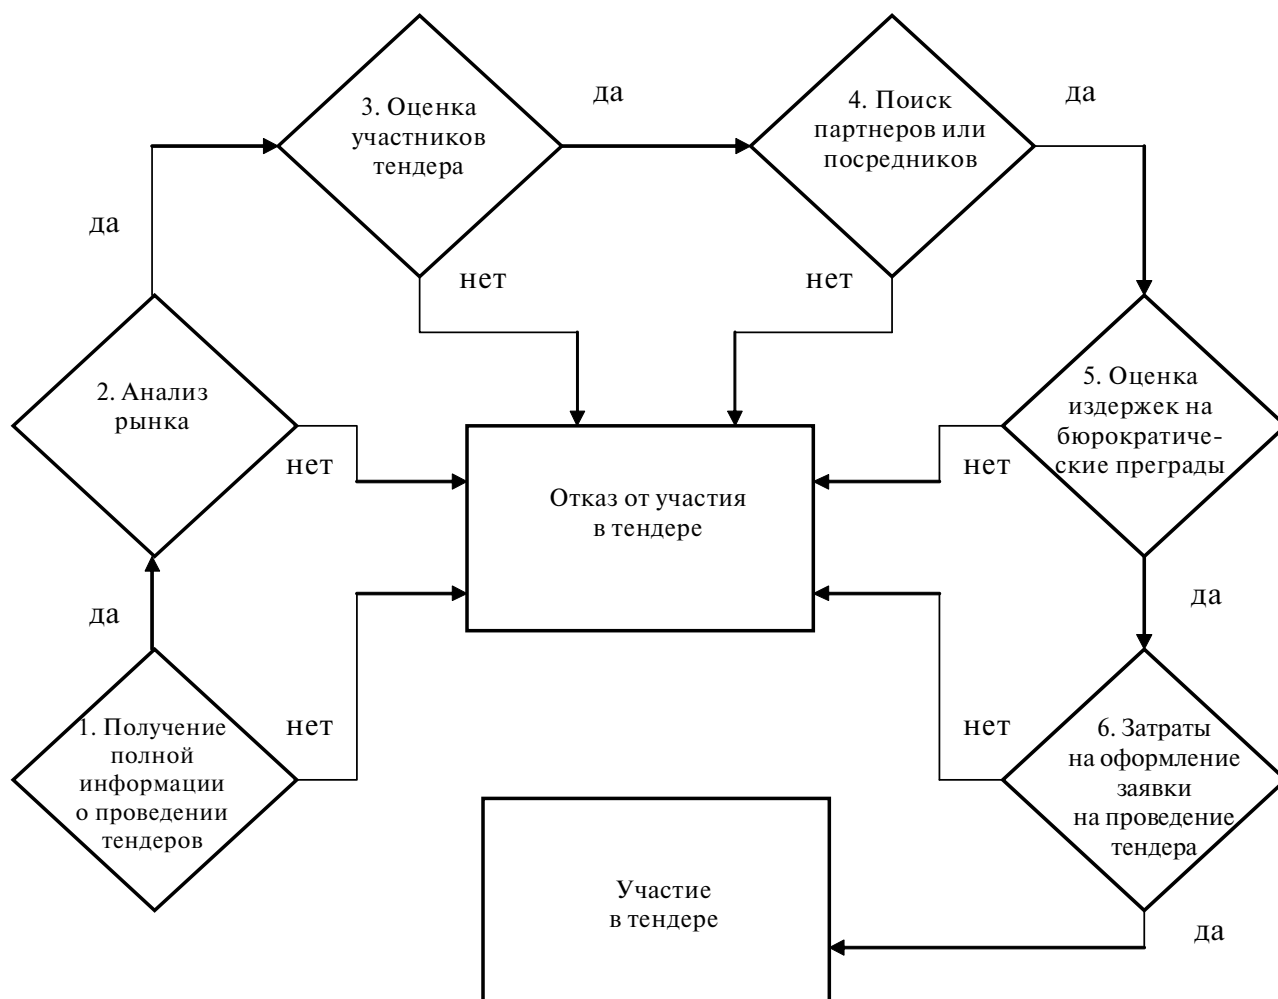 3. Оценка
участников
тендера
да
4. Поиск
партнеров или
посредников
да
да
нет
нет
2. Анализ
рынка
нет
5. Оценка
издержек на
бюрократиче-
ские преграды
нет
Отказ от участия
в тендере
да
да
1. Получение
полной
информации
о проведении
тендеров
нет
нет
6. Затраты
на оформление
заявки
на проведение
тендера
Участие
в тендере
да